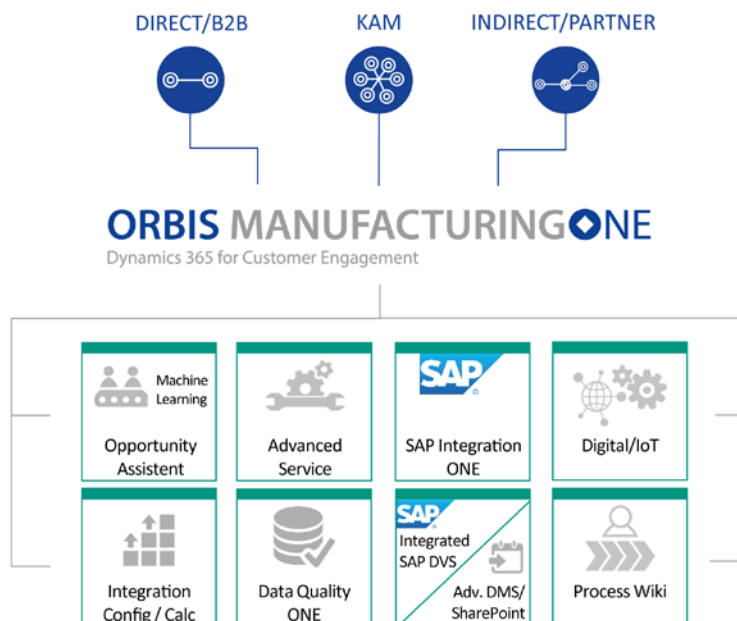 DIRECT/B2B
KAM
INDIRECT/PARTNER
ORBIS MANUFACTURINGONE
Dynamics 365 for Customer Engagement
Machine
Learning
Opportunity
Assistent
Advanced
Service
SAP
SAP Integration
ONE
Digital/IoT
Integration
Config / Calc
Data Quality
ONE
SAP
Integrated
SAP DVS
Adv. DMS/
SharePoint
Process Wiki